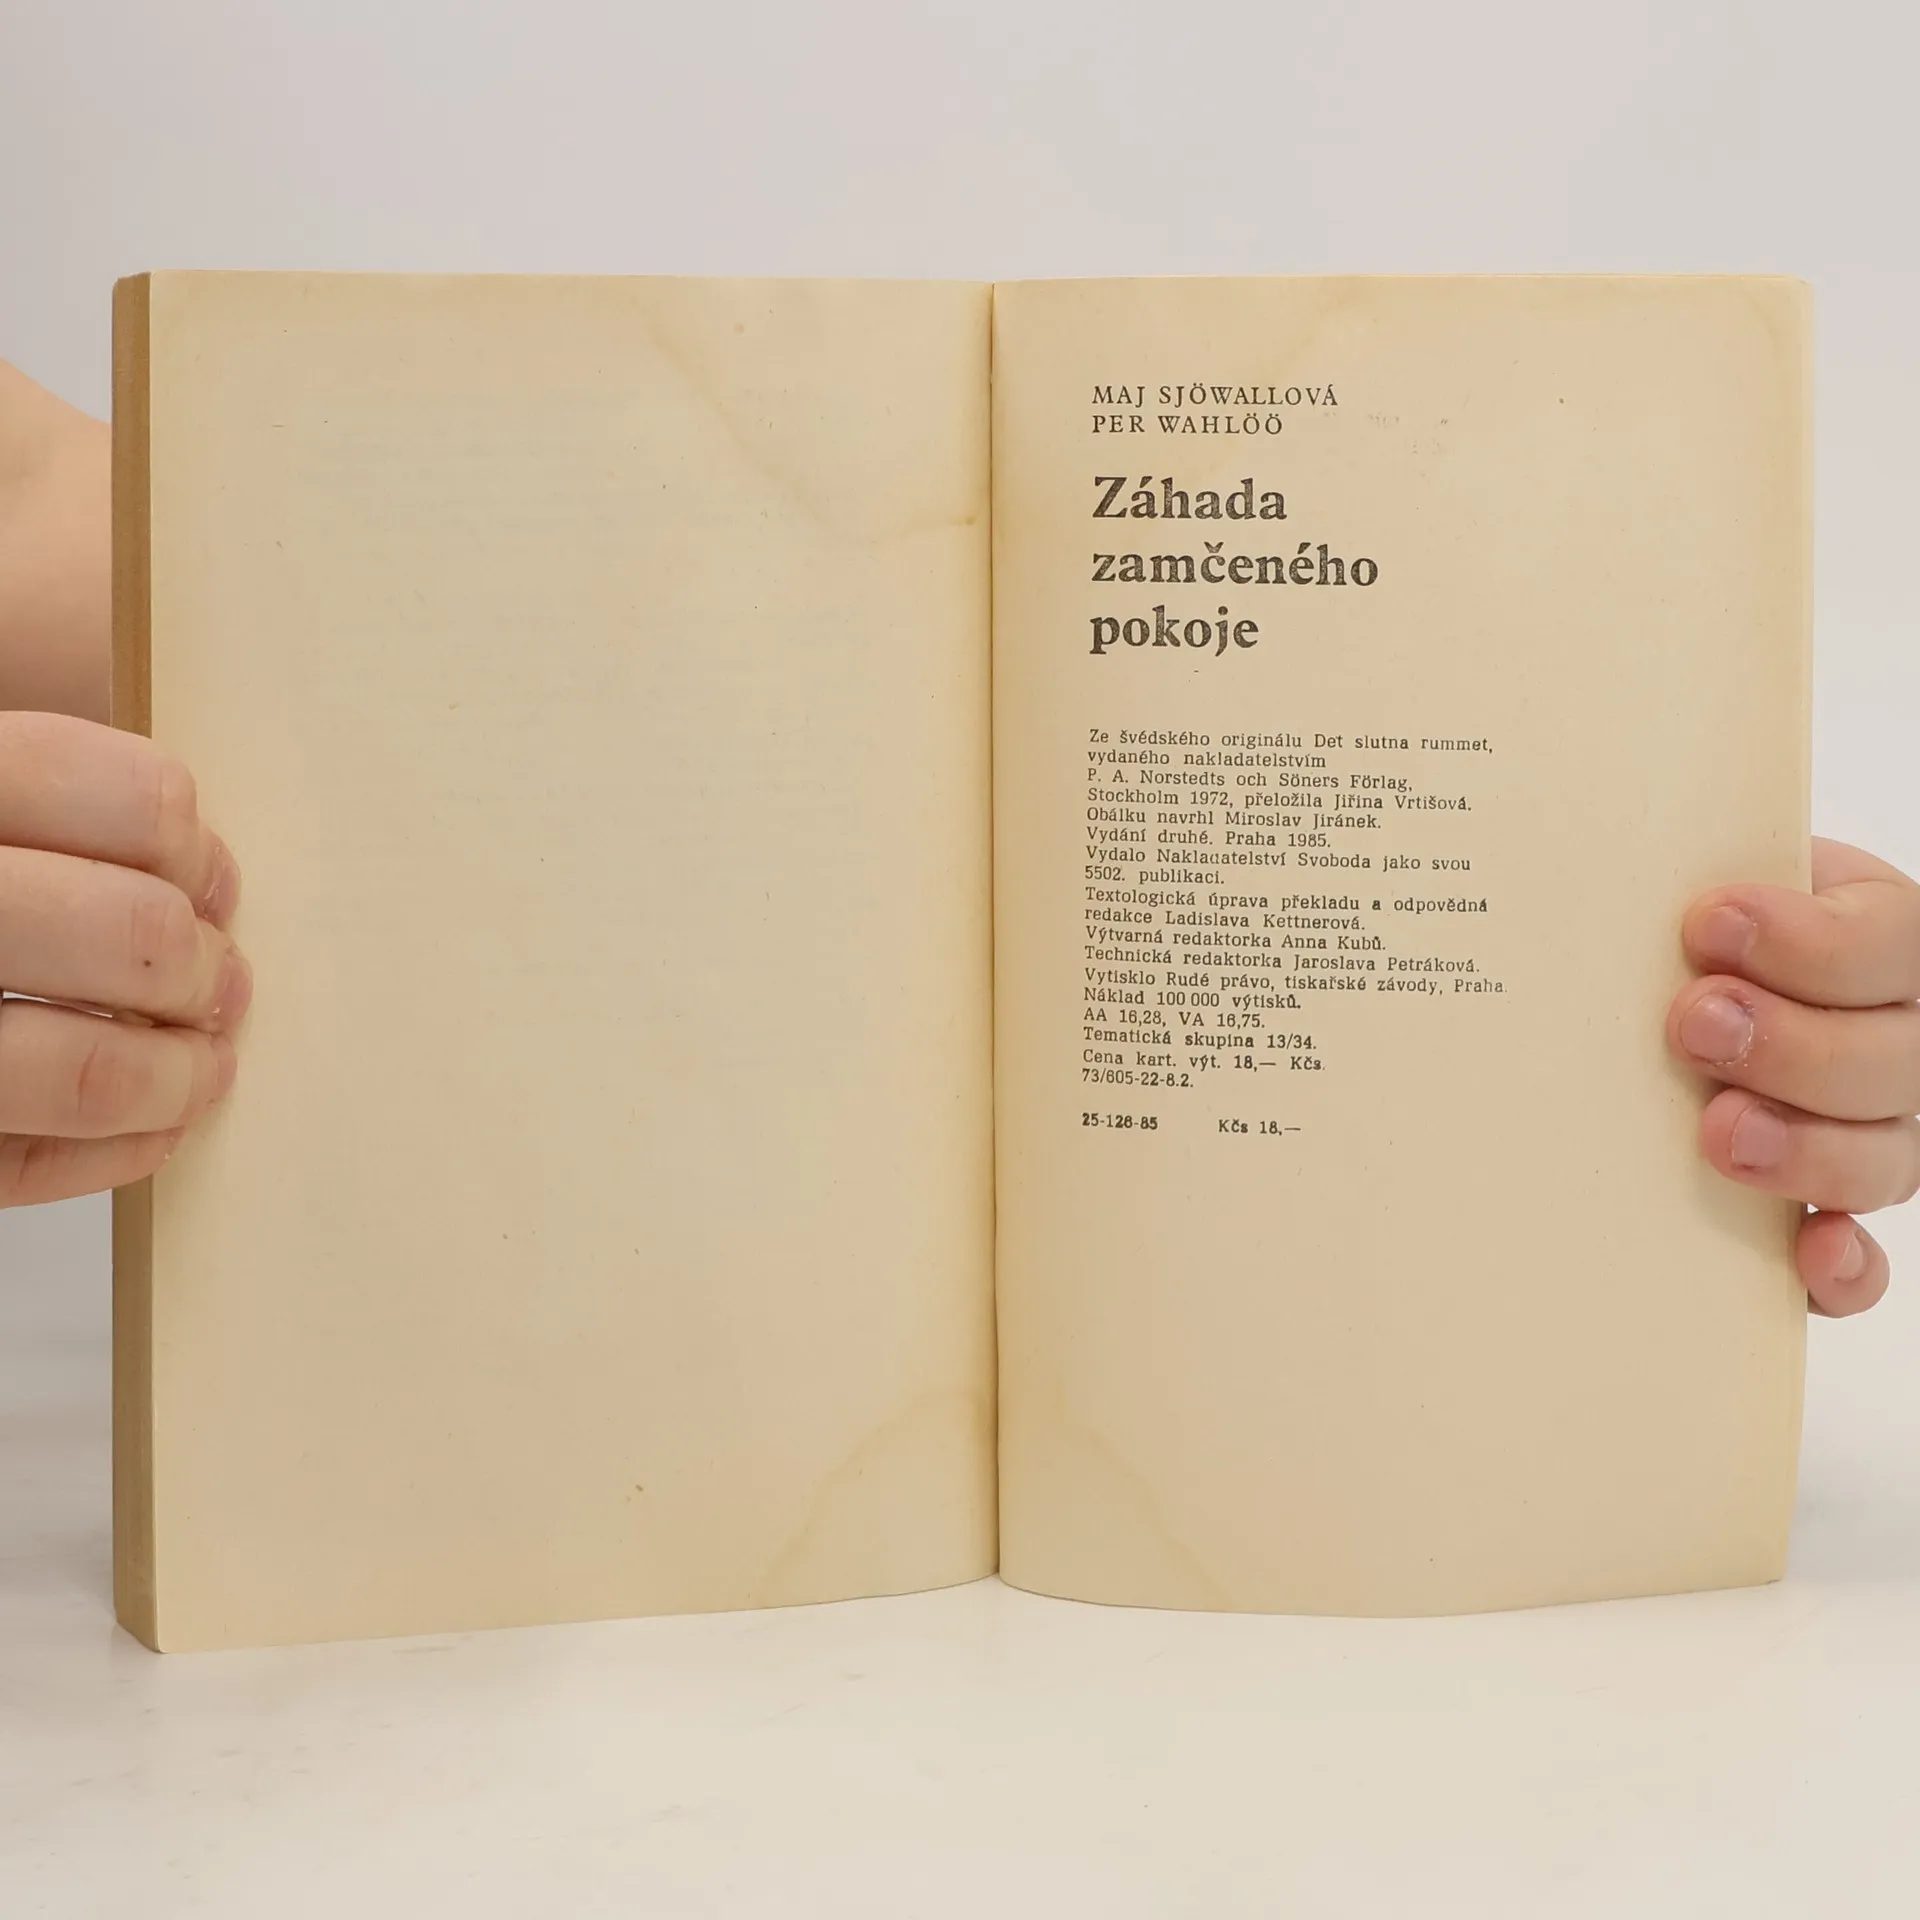 MAJ SJÖWALLOVÁ
PER WAHLÖÖ
Záhada
zamčeného
pokoje
Ze švédského originálu Det slutna rummet,
vydaného nakladatelstvím
P. A. Norstedts och Söners Förlag,
Stockholm 1972, přeložila Jiřina Vrtišová.
Obálku navrhl Miroslav Jiránek.
Vydání druhé. Praha 1985.
Vydalo Nakladatelství Svoboda jako svou
5502. publikaci.
Textologická úprava překladu a odpovědná
redakce Ladislava Kettnerová.
Výtvarná redaktorka Anna Kubů.
Technická redaktorka Jaroslava Petráková.
Vytisklo Rudé právo, tiskařské závody, Praha.
Náklad 100 000 výtisků.
AA 16,28, VA 16,75.
Tematická skupina 13/34.
Cena kart. výt. 18,— Kčs.
73/605-22-8.2.
25-126-85 Kčs 18,—